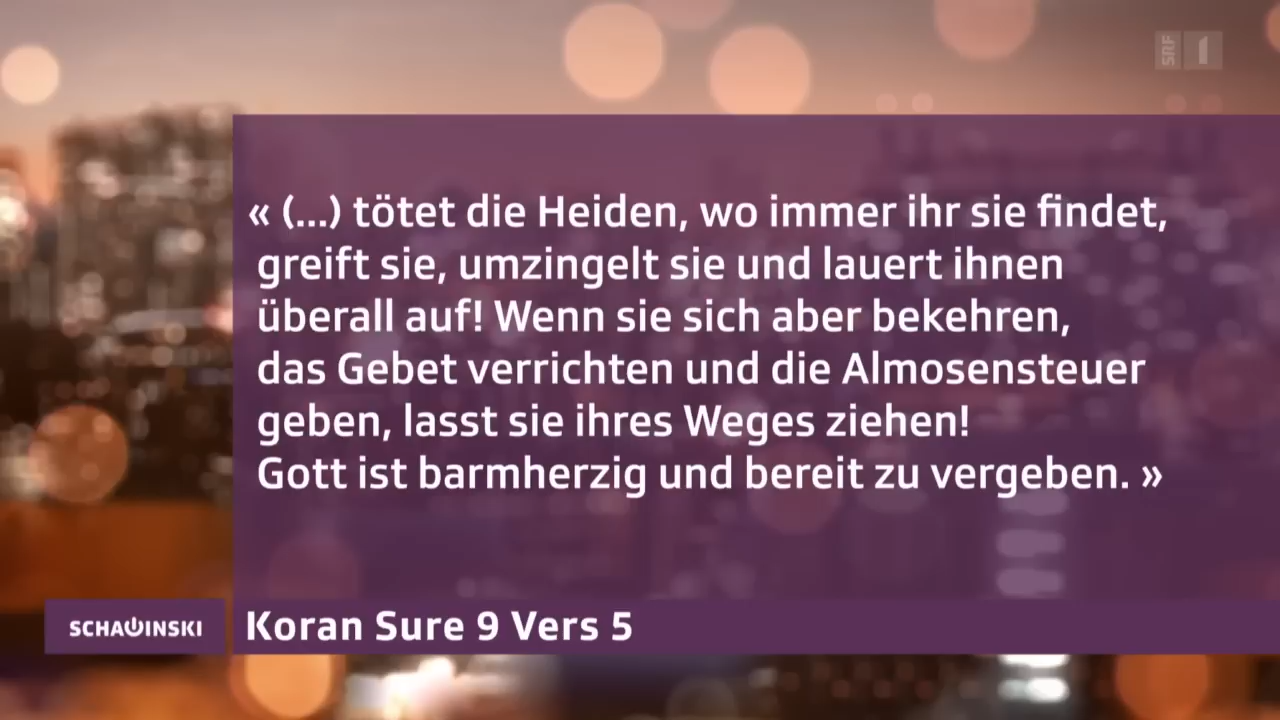 SRF 1
« (...) tötet die Heiden, wo immer ihr sie findet,
greift sie, umzingelt sie und lauert ihnen
überall auf! Wenn sie sich aber bekehren,
das Gebet verrichten und die Almosensteuer
geben, lasst sie ihres Weges ziehen!
Gott ist barmherzig und bereit zu vergeben. »
SCHAWINSKI
Koran Sure 9 Vers 5